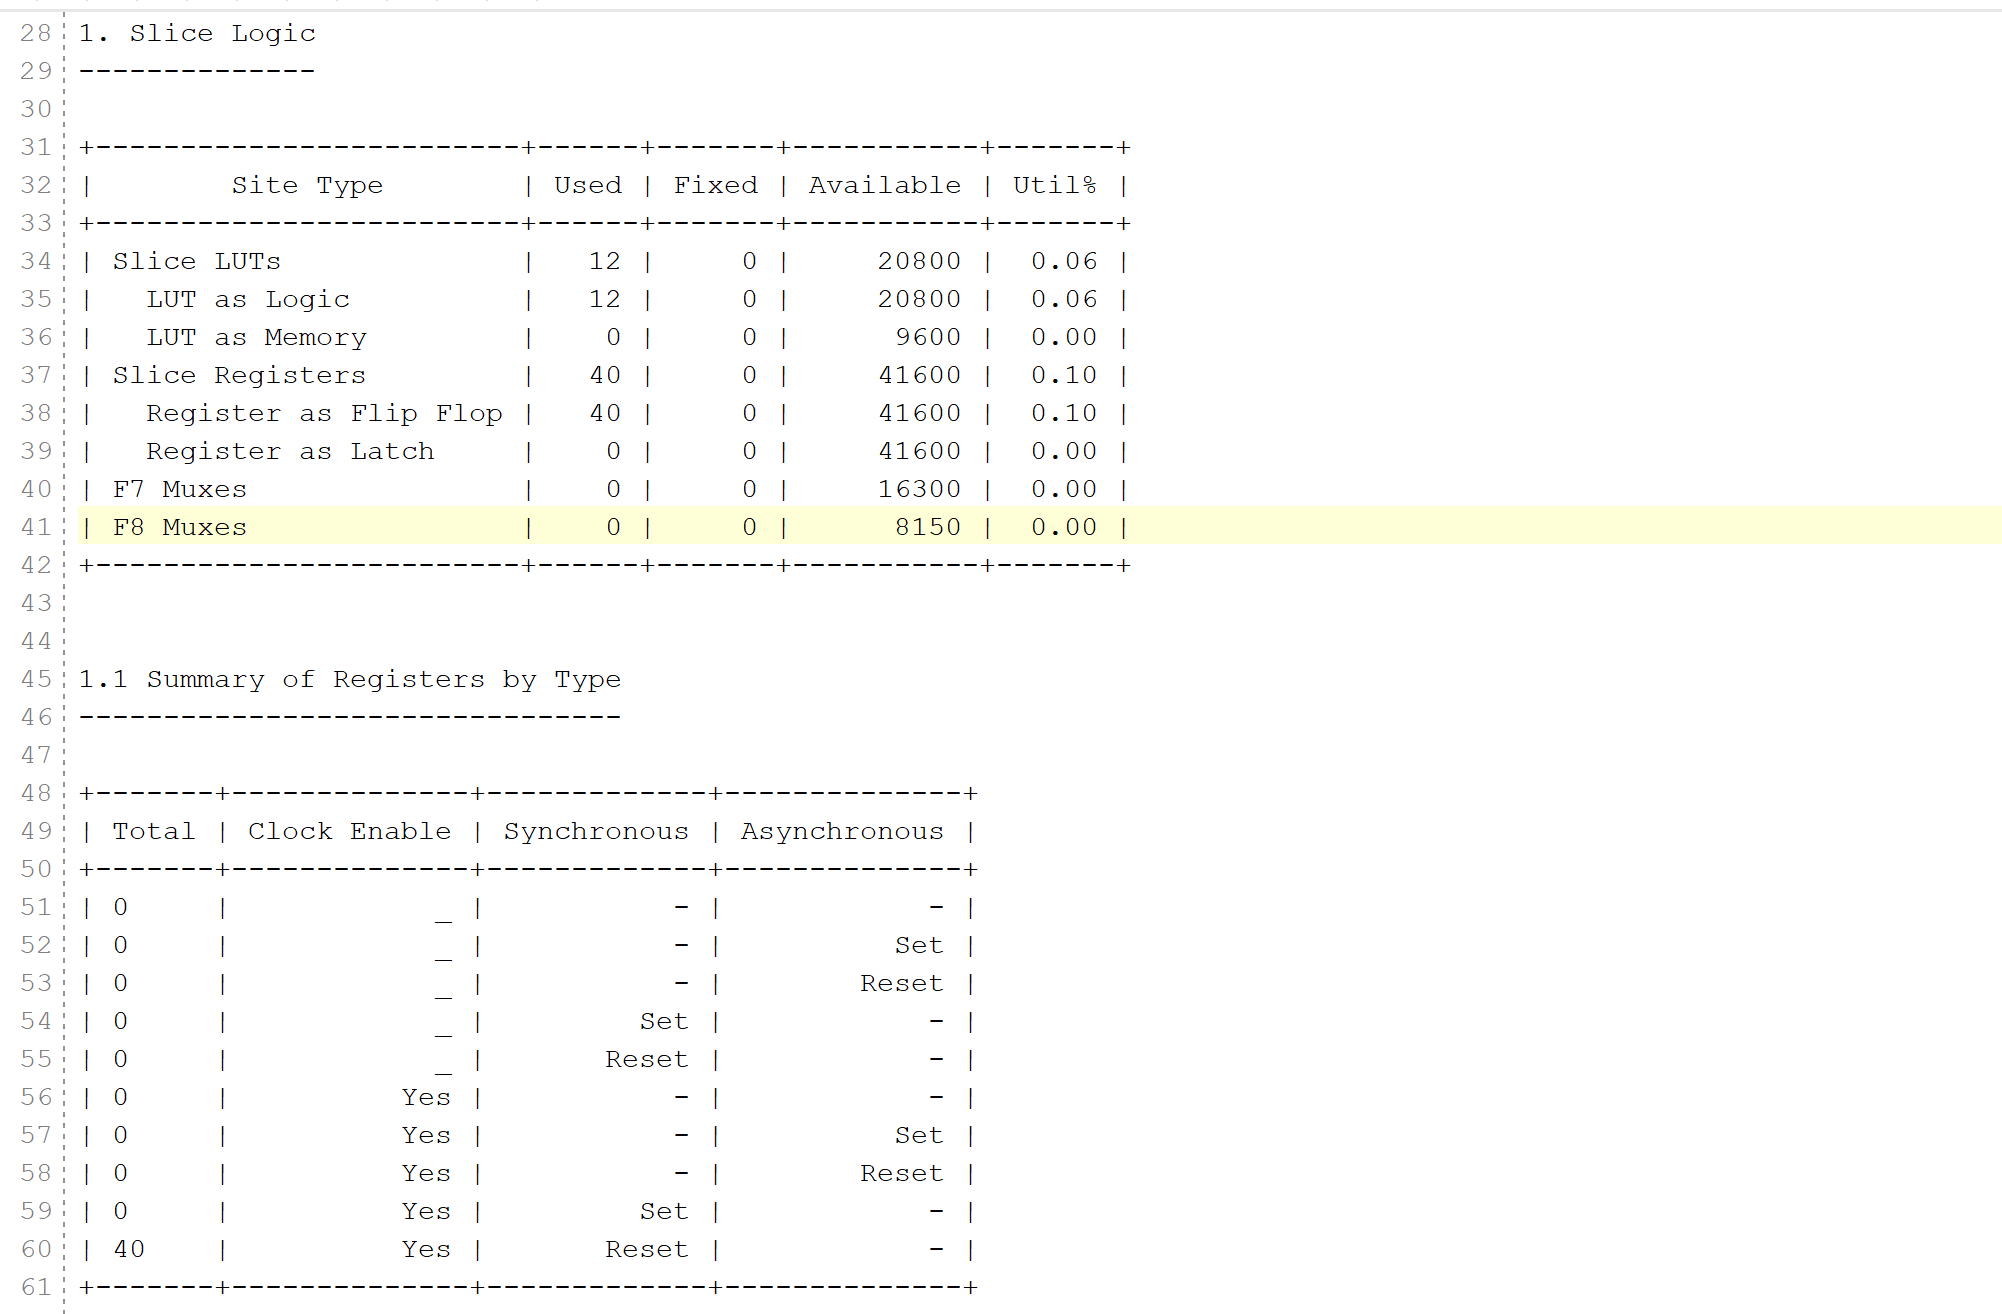 28 1. Slice Logic
29 --------------
30
31 +-------------------------+------+-------+-----------+-------+
32 |        Site Type        | Used | Fixed | Available | Util% |
33 +-------------------------+------+-------+-----------+-------+
34 | Slice LUTs              |   12 |     0 |     20800 |  0.06 |
35 |   LUT as Logic          |   12 |     0 |     20800 |  0.06 |
36 |   LUT as Memory         |    0 |     0 |      9600 |  0.00 |
37 | Slice Registers         |   40 |     0 |     41600 |  0.10 |
38 |   Register as Flip Flop |   40 |     0 |     41600 |  0.10 |
39 |   Register as Latch     |    0 |     0 |     41600 |  0.00 |
40 | F7 Muxes                |    0 |     0 |     16300 |  0.00 |
41 | F8 Muxes                |    0 |     0 |      8150 |  0.00 |
42 +-------------------------+------+-------+-----------+-------+
43
44
45 1.1 Summary of Registers by Type
46 --------------------------------
47
48 +-------+--------------+-------------+--------------+
49 | Total | Clock Enable | Synchronous | Asynchronous |
50 +-------+--------------+-------------+--------------+
51 | 0     |            _ |           - |            - |
52 | 0     |            _ |           - |          Set |
53 | 0     |            _ |           - |        Reset |
54 | 0     |            _ |         Set |            - |
55 | 0     |            _ |       Reset |            - |
56 | 0     |          Yes |           - |            - |
57 | 0     |          Yes |           - |          Set |
58 | 0     |          Yes |           - |        Reset |
59 | 0     |          Yes |         Set |            - |
60 | 40    |          Yes |       Reset |            - |
61 +-------+--------------+-------------+--------------+